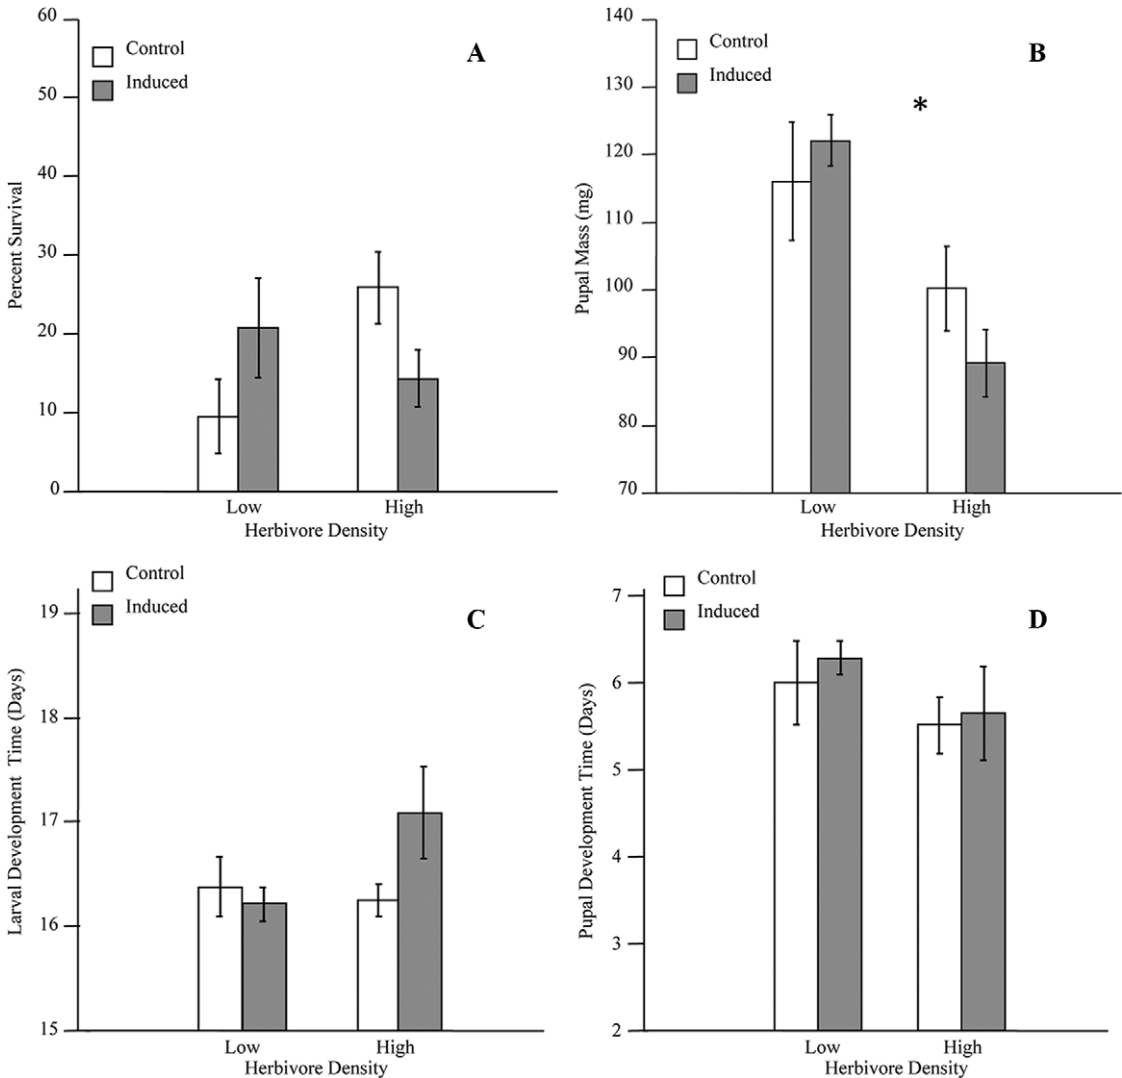 60
50
40
30
20
10
0
Percent Survival
Control
Induced
A
Low
High
Herbivore Density
140
130
120
110
100
90
80
70
Pupal Mass (mg)
Control
Induced
B
*
Low
High
Herbivore Density
19
18
17
16
15
Larval Development Time (Days)
Control
Induced
C
Low
High
Herbivore Density
7
6
5
4
3
2
Pupal Development Time (Days)
Control
Induced
D
Low
High
Herbivore Density